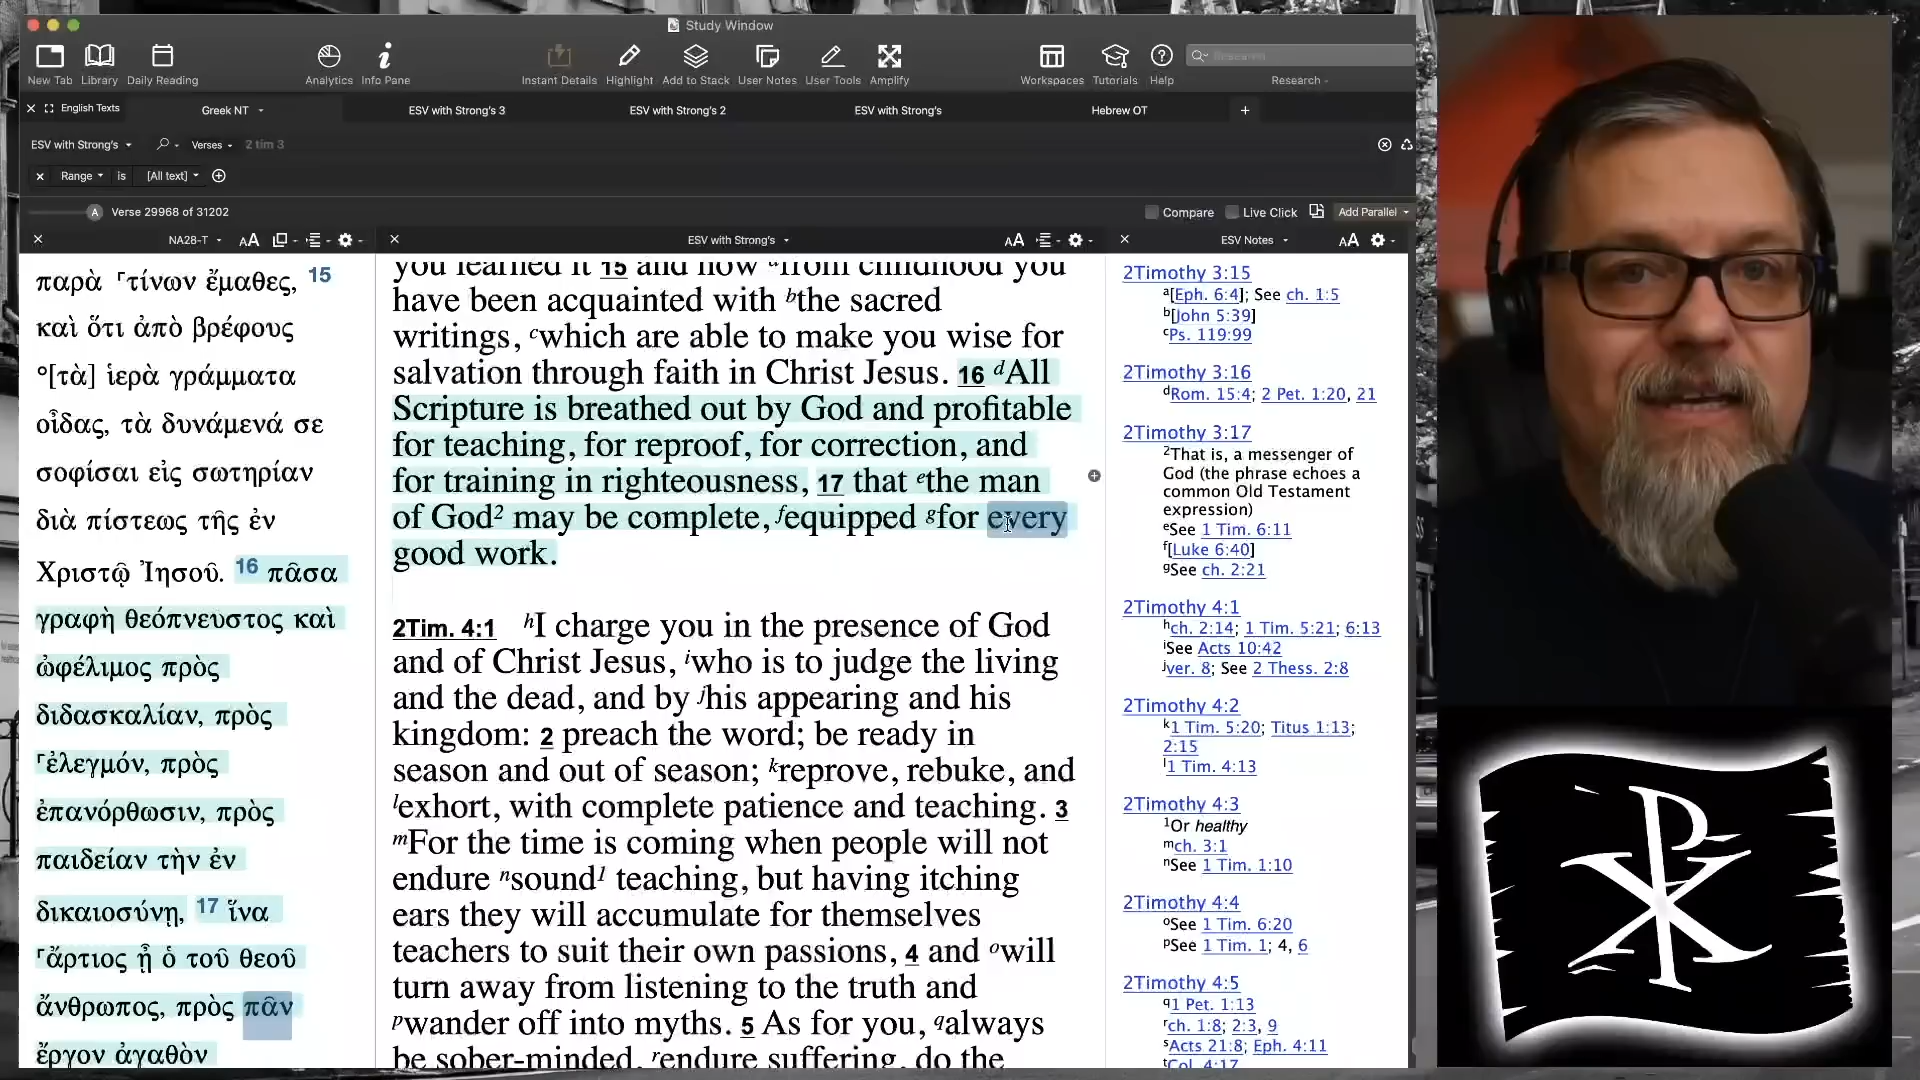 Study Window
New Tab Library Daily Reading Analytics Info Pane Instant Details Highlight Add to Stack User Notes User Tools Amplify Workspaces Tutorials Help Research
English Texts Greek NT ESV with Strong's 3 ESV with Strong's 2 ESV with Strong's Hebrew OT
ESV with Strong's Verses 2 tim 3
Range is [All text]
A Verse 29968 of 31202 Compare Live Click Add Parallel
NA28-T ESV with Strong's ESV Notes
παρὰ ⸀τίνων ἔμαθες, 15
καὶ ὅτι ἀπὸ βρέφους
°[τὰ] ἱερὰ γράμματα
οἶδας, τὰ δυνάμενά σε
σοφίσαι εἰς σωτηρίαν
διὰ πίστεως τῆς ἐν
Χριστῷ Ἰησοῦ. 16 πᾶσα
γραφὴ θεόπνευστος καὶ
ὠφέλιμος πρὸς
διδασκαλίαν, πρὸς
⸀ἐλεγμόν, πρὸς
ἐπανόρθωσιν, πρὸς
παιδείαν τὴν ἐν
δικαιοσύνῃ, 17 ἵνα
⸀ἄρτιος ᾖ ὁ τοῦ θεοῦ
ἄνθρωπος, πρὸς πᾶν
ἔργον ἀγαθὸν
you learned it 15 and how afrom childhood you
have been acquainted with bthe sacred
writings, cwhich are able to make you wise for
salvation through faith in Christ Jesus. 16 dAll
Scripture is breathed out by God and profitable
for teaching, for reproof, for correction, and
for training in righteousness, 17 that ethe man
of God2 may be complete, fequipped gfor every
good work.
2Tim. 4:1 hI charge you in the presence of God
and of Christ Jesus, iwho is to judge the living
and the dead, and by jhis appearing and his
kingdom: 2 preach the word; be ready in
season and out of season; kreprove, rebuke, and
lexhort, with complete patience and teaching. 3
mFor the time is coming when people will not
endure nsound1 teaching, but having itching
ears they will accumulate for themselves
teachers to suit their own passions, 4 and owill
turn away from listening to the truth and
pwander off into myths. 5 As for you, qalways
be sober-minded, rendure suffering, do the
2Timothy 3:15
a[Eph. 6:4]; See ch. 1:5
b[John 5:39]
cPs. 119:99
2Timothy 3:16
dRom. 15:4; 2 Pet. 1:20, 21
2Timothy 3:17
2That is, a messenger of
God (the phrase echoes a
common Old Testament
expression)
eSee 1 Tim. 6:11
f[Luke 6:40]
gSee ch. 2:21
2Timothy 4:1
hch. 2:14; 1 Tim. 5:21; 6:13
iSee Acts 10:42
jver. 8; See 2 Thess. 2:8
2Timothy 4:2
k1 Tim. 5:20; Titus 1:13;
2:15
l1 Tim. 4:13
2Timothy 4:3
1Or healthy
mch. 3:1
nSee 1 Tim. 1:10
2Timothy 4:4
oSee 1 Tim. 6:20
pSee 1 Tim. 1; 4, 6
2Timothy 4:5
q1 Pet. 1:13
rch. 1:8; 2:3, 9
sActs 21:8; Eph. 4:11
tCol. 4:17